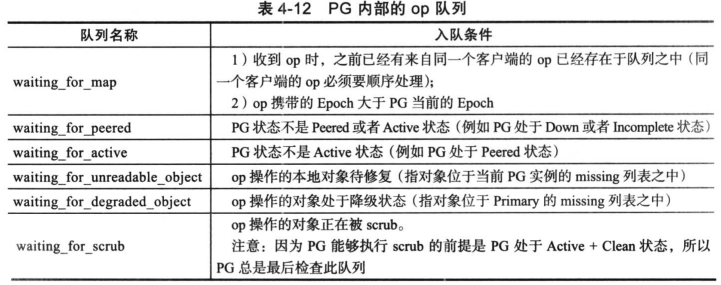 表 4-12 PG 内部的 op 队列
队列名称 入队条件
waiting_for_map
1）收到 op 时，之前已经有来自同一个客户端的 op 已经存在于队列之中（同
一个客户端的 op 必须要顺序处理）；
2）op 携带的 Epoch 大于 PG 当前的 Epoch
waiting_for_peered PG 状态不是 Peered 或者 Active 状态（例如 PG 处于 Down 或者 Incomplete 状态）
waiting_for_active PG 状态不是 Active 状态（例如 PG 处于 Peered 状态）
waiting_for_unreadable_object op 操作的本地对象待修复（指对象位于当前 PG 实例的 missing 列表之中）
waiting_for_degraded_object op 操作的对象处于降级状态（指对象位于 Primary 的 missing 列表之中）
waiting_for_scrub
op 操作的对象正在被 scrub。
注意：因为 PG 能够执行 scrub 的前提是 PG 处于 Active + Clean 状态，所以
PG 总是最后检查此队列